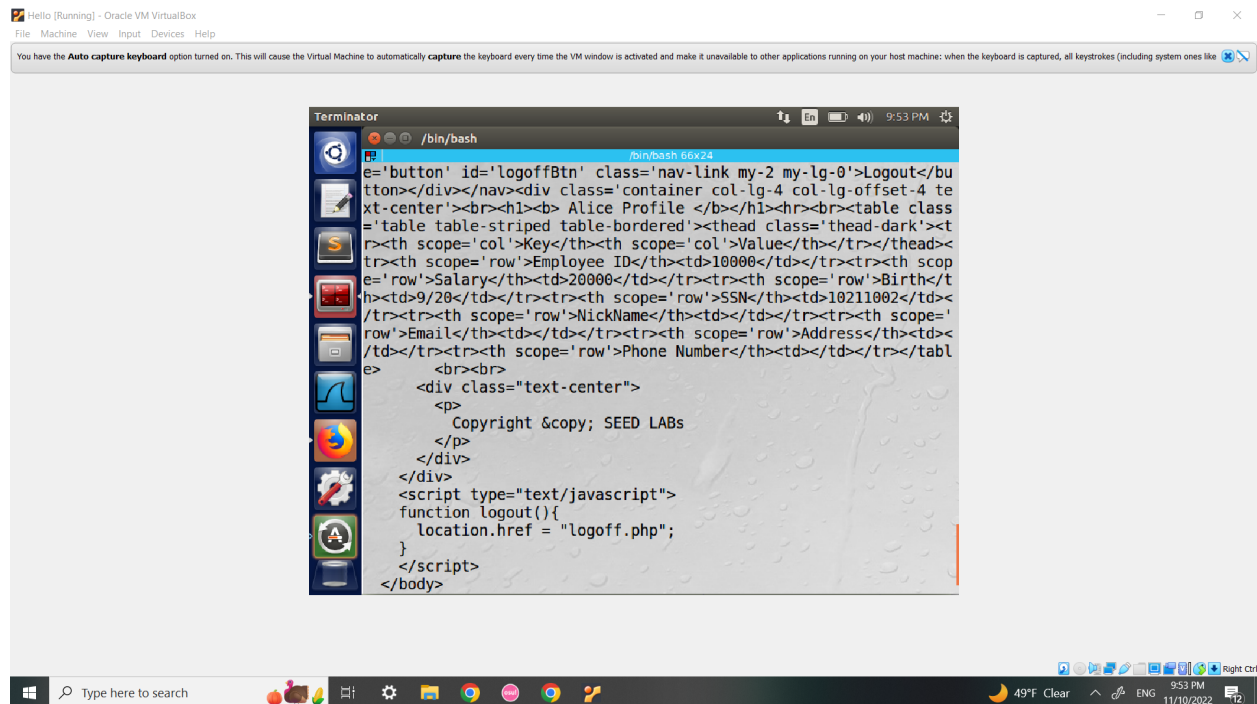 Hello [Running] - Oracle VM VirtualBox
File Machine View Input Devices Help
You have the Auto capture keyboard option turned on. This will cause the Virtual Machine to automatically capture the keyboard every time the VM window is activated and make it unavailable to other applications running on your host machine: when the keyboard is captured, all keystrokes (including system ones like
Terminator En 9:53 PM
/bin/bash
/bin/bash 66x24
e='button' id='logoffBtn' class='nav-link my-2 my-lg-0'>Logout</bu
tton></div></nav><div class='container col-lg-4 col-lg-offset-4 te
xt-center'><br><h1><b> Alice Profile </b></h1><hr><br><table class
='table table-striped table-bordered'><thead class='thead-dark'><t
r><th scope='col'>Key</th><th scope='col'>Value</th></tr></thead><
tr><th scope='row'>Employee ID</th><td>10000</td></tr><tr><th scop
e='row'>Salary</th><td>20000</td></tr><tr><th scope='row'>Birth</t
h><td>9/20</td></tr><tr><th scope='row'>SSN</th><td>10211002</td><
/tr><tr><th scope='row'>NickName</th><td></td></tr><tr><th scope='
row'>Email</th><td></td></tr><tr><th scope='row'>Address</th><td><
/td></tr><tr><th scope='row'>Phone Number</th><td></td></tr></tabl
e>      <br><br>
<div class="text-center">
<p>
Copyright &copy; SEED LABs
</p>
</div>
</div>
<script type="text/javascript">
function logout(){
location.href = "logoff.php";
}
</script>
</body>
Right Ctrl
Type here to search
osu!
49°F Clear
ENG
9:53 PM
11/10/2022
12